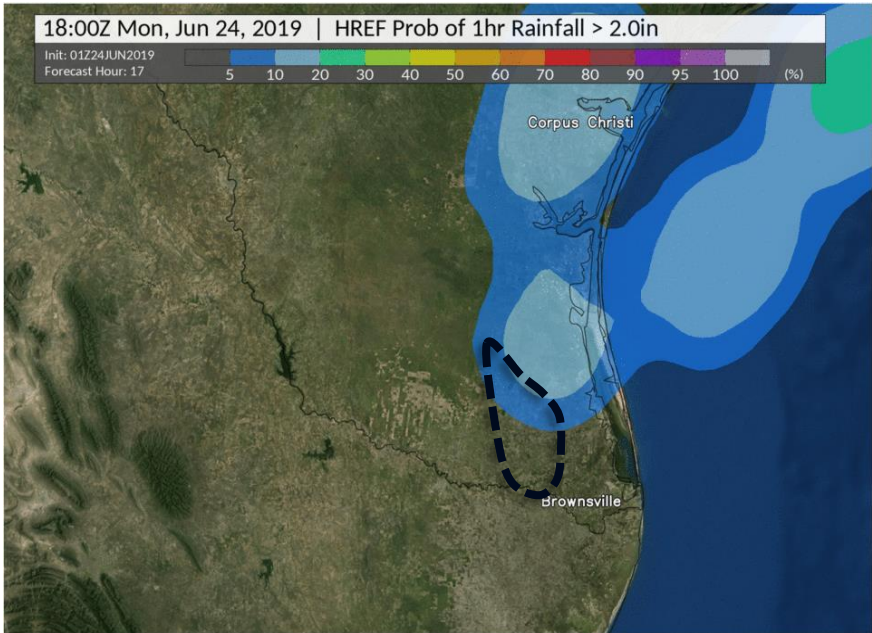 18:00Z Mon, Jun 24, 2019 | HREF Prob of 1hr Rainfall > 2.0in
Init: 01Z24JUN2019
Forecast Hour: 17
5 10 20 30 40 50 60 70 80 90 95 100 (%)
Corpus Christi
Brownsville